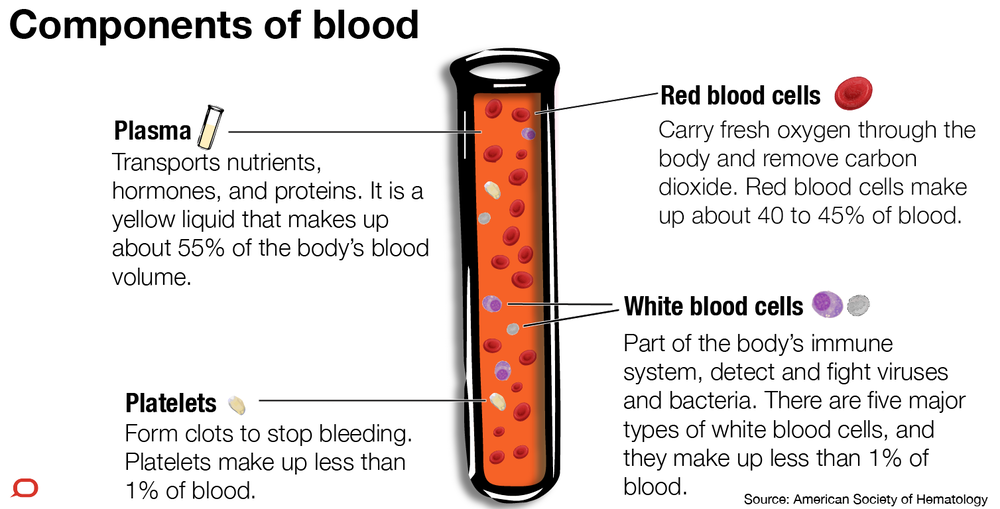 Components of blood
Plasma
Transports nutrients,
hormones, and proteins. It is a
yellow liquid that makes up
about 55% of the body's blood
volume.
Platelets
Form clots to stop bleeding.
Platelets make up less than
1% of blood.
Red blood cells
Carry fresh oxygen through the
body and remove carbon
dioxide. Red blood cells make
up about 40 to 45% of blood.
White blood cells
Part of the body's immune
system, detect and fight viruses
and bacteria. There are five major
types of white blood cells, and
they make up less than 1% of
blood.
Source: American Society of Hematology